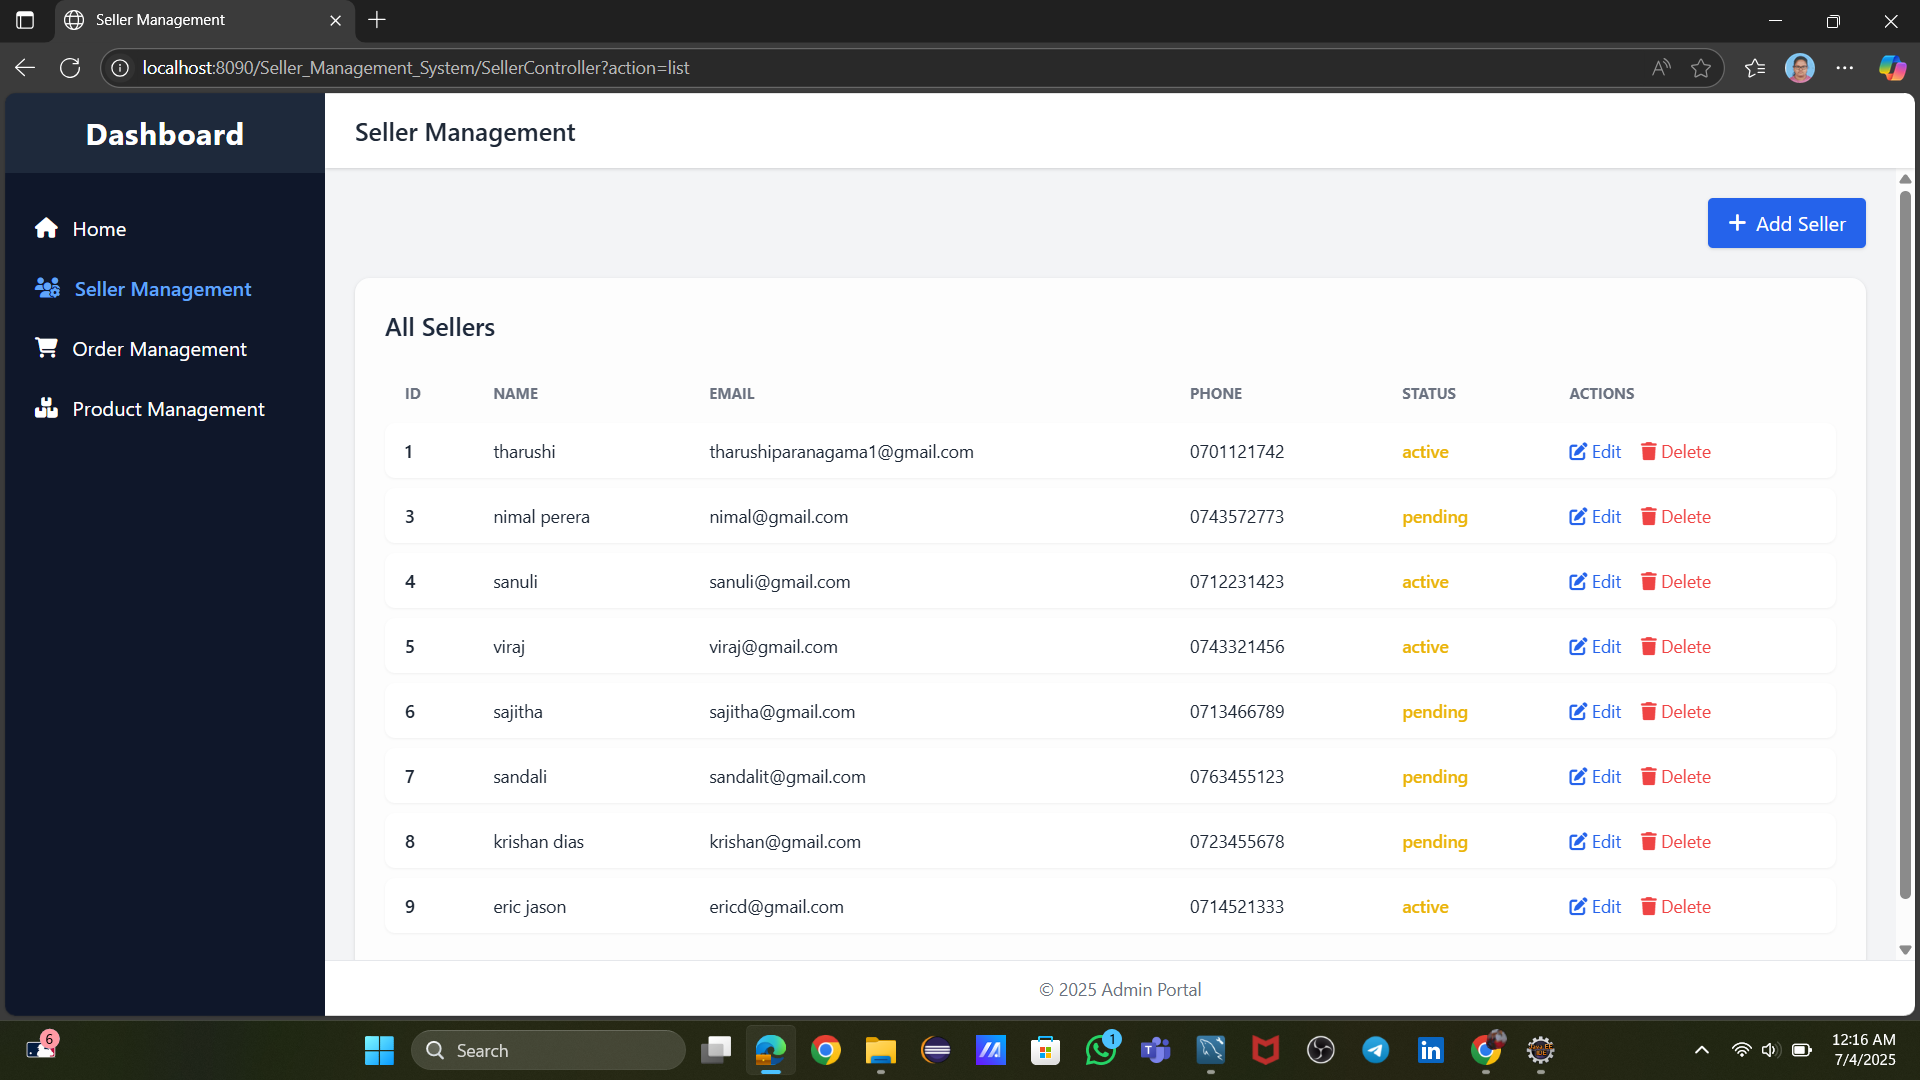 Seller Management
localhost:8090/Seller_Management_System/SellerController?action=list
Dashboard
Home
Seller Management
Order Management
Product Management
Seller Management
Add Seller
All Sellers
ID NAME EMAIL PHONE STATUS ACTIONS
1 tharushi tharushiparanagama1@gmail.com 0701121742 active Edit Delete
3 nimal perera nimal@gmail.com 0743572773 pending Edit Delete
4 sanuli sanuli@gmail.com 0712231423 active Edit Delete
5 viraj viraj@gmail.com 0743321456 active Edit Delete
6 sajitha sajitha@gmail.com 0713466789 pending Edit Delete
7 sandali sandalit@gmail.com 0763455123 pending Edit Delete
8 krishan dias krishan@gmail.com 0723455678 pending Edit Delete
9 eric jason ericd@gmail.com 0714521333 active Edit Delete
© 2025 Admin Portal
6
Search
1
12:16 AM
7/4/2025